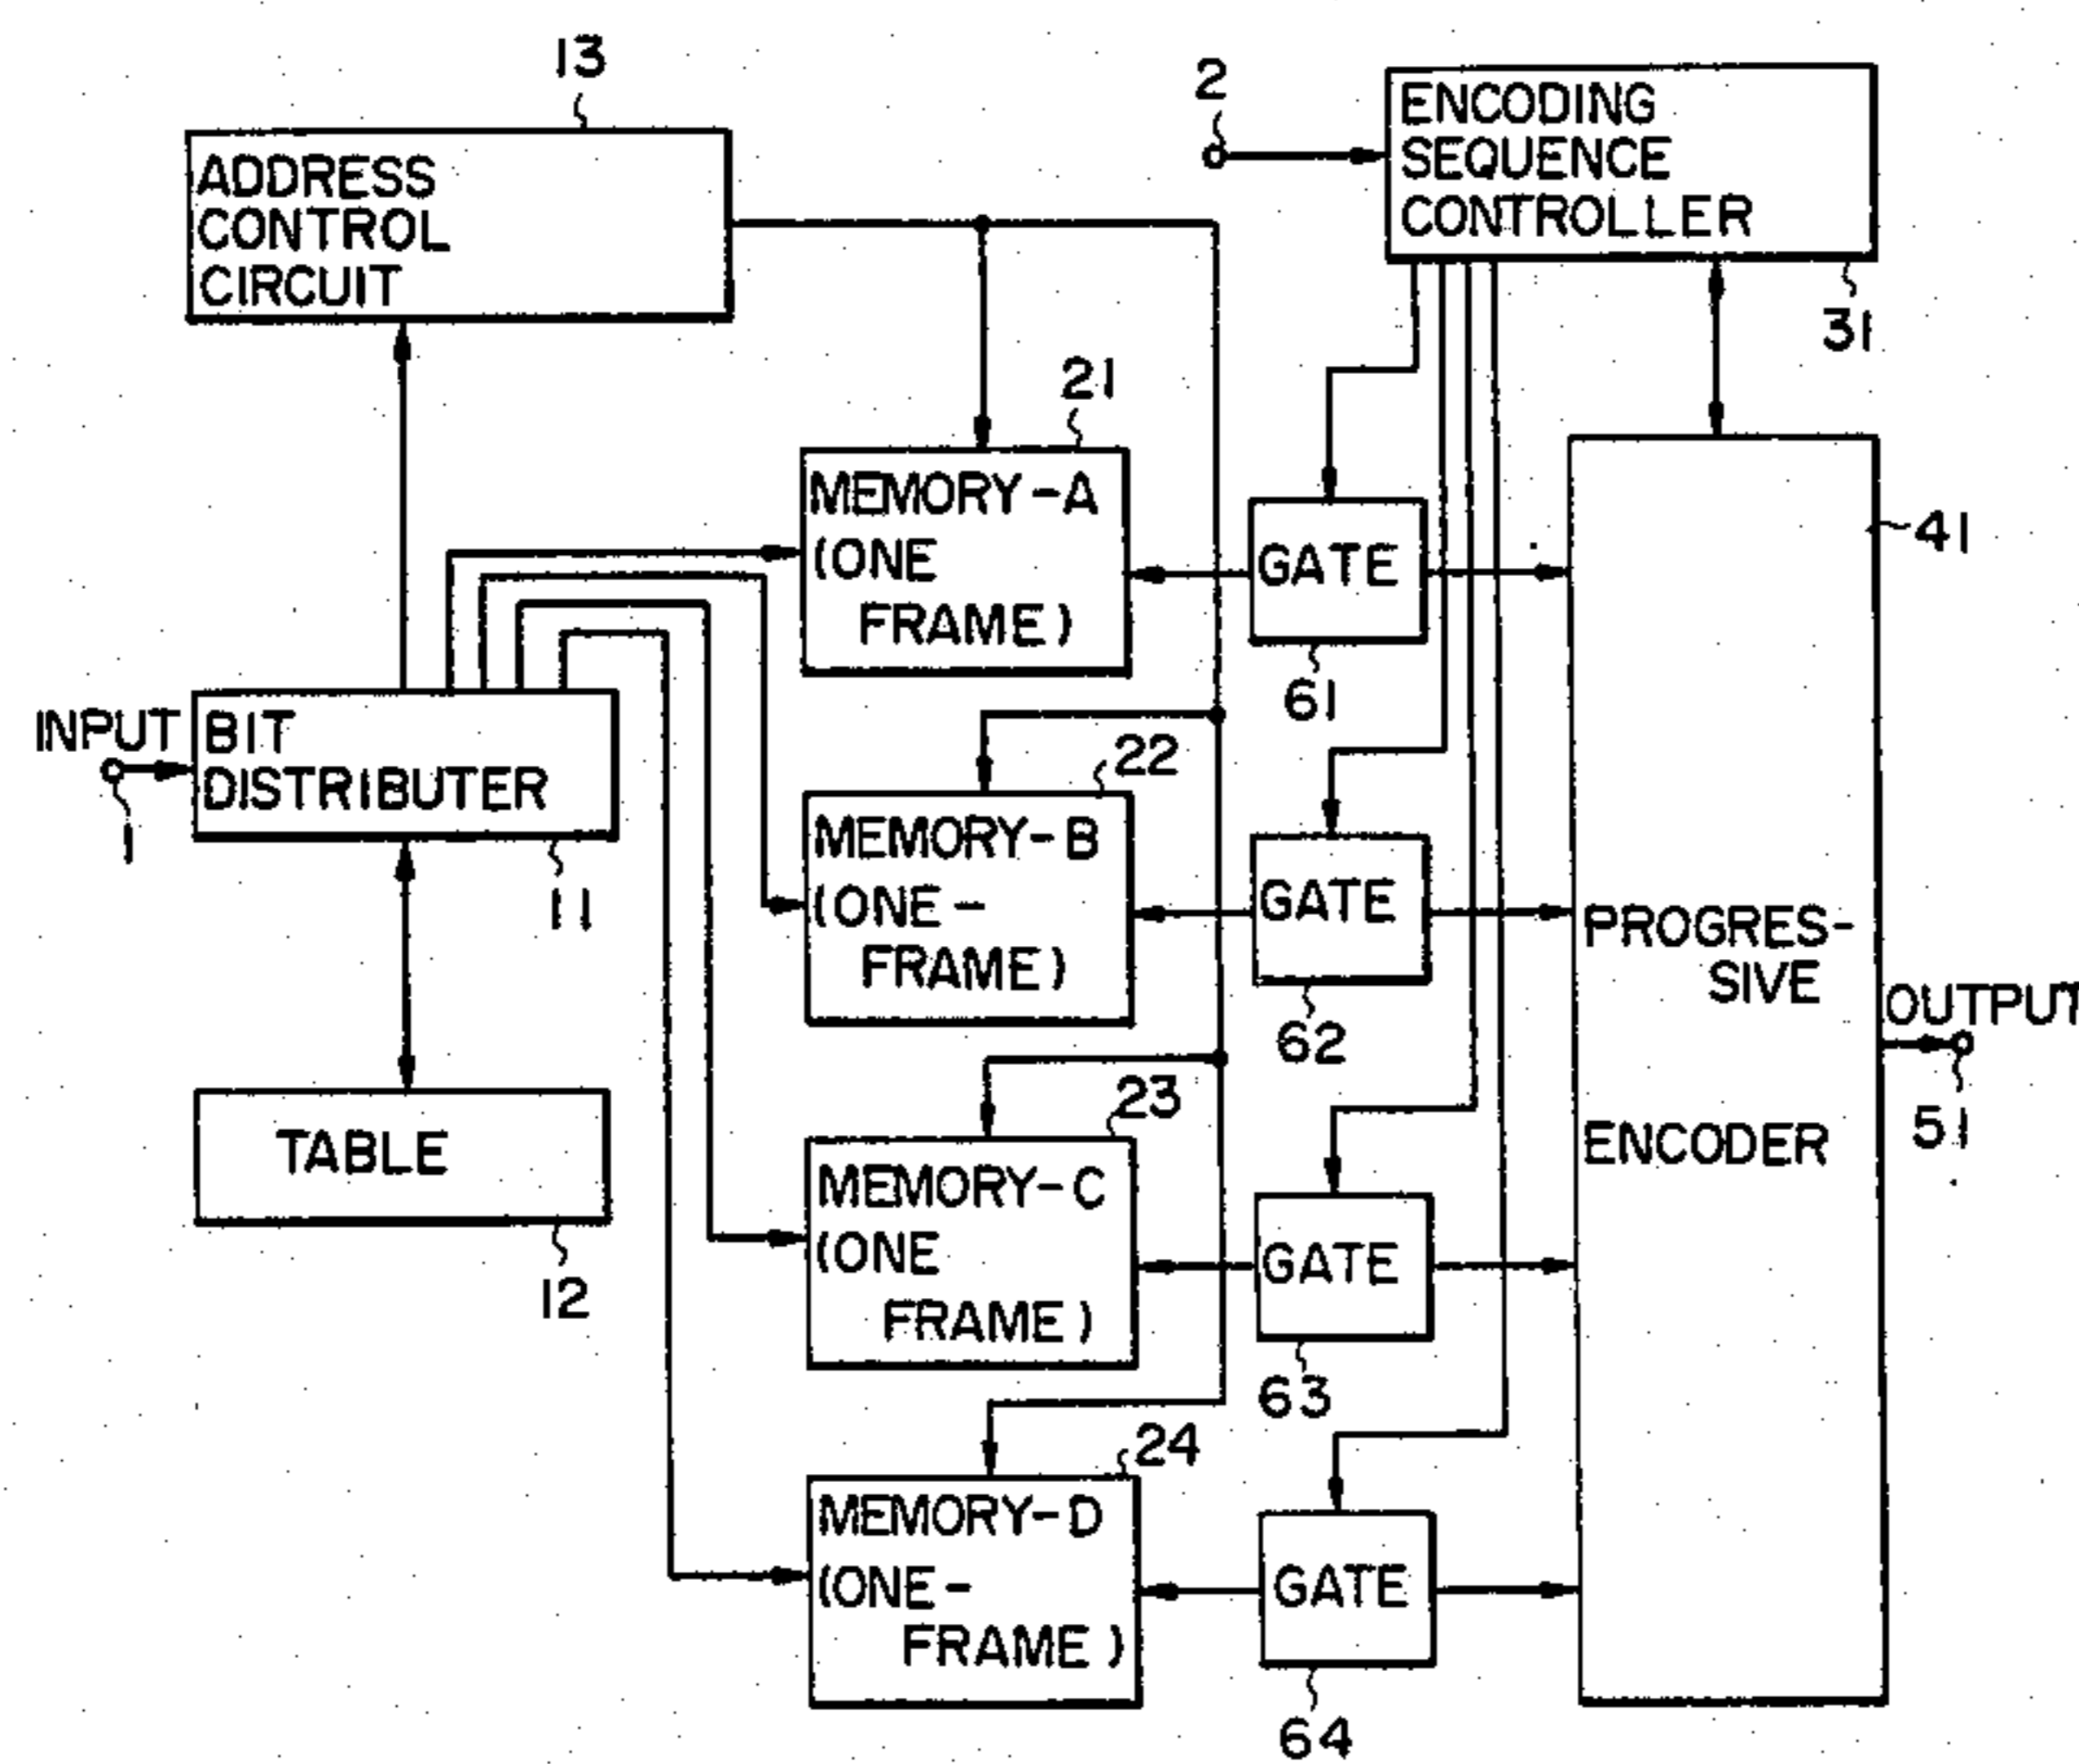 13
ADDRESS
CONTROL
CIRCUIT
2
ENCODING
SEQUENCE
CONTROLLER
31
21
MEMORY-A
(ONE
FRAME)
GATE
61
41
INPUT
1
BIT
DISTRIBUTER
11
22
MEMORY-B
(ONE-
FRAME)
GATE
62
PROGRES-
SIVE
ENCODER
OUTPUT
51
TABLE
12
23
MEMORY-C
(ONE
FRAME)
GATE
63
24
MEMORY-D
(ONE-
FRAME)
GATE
64